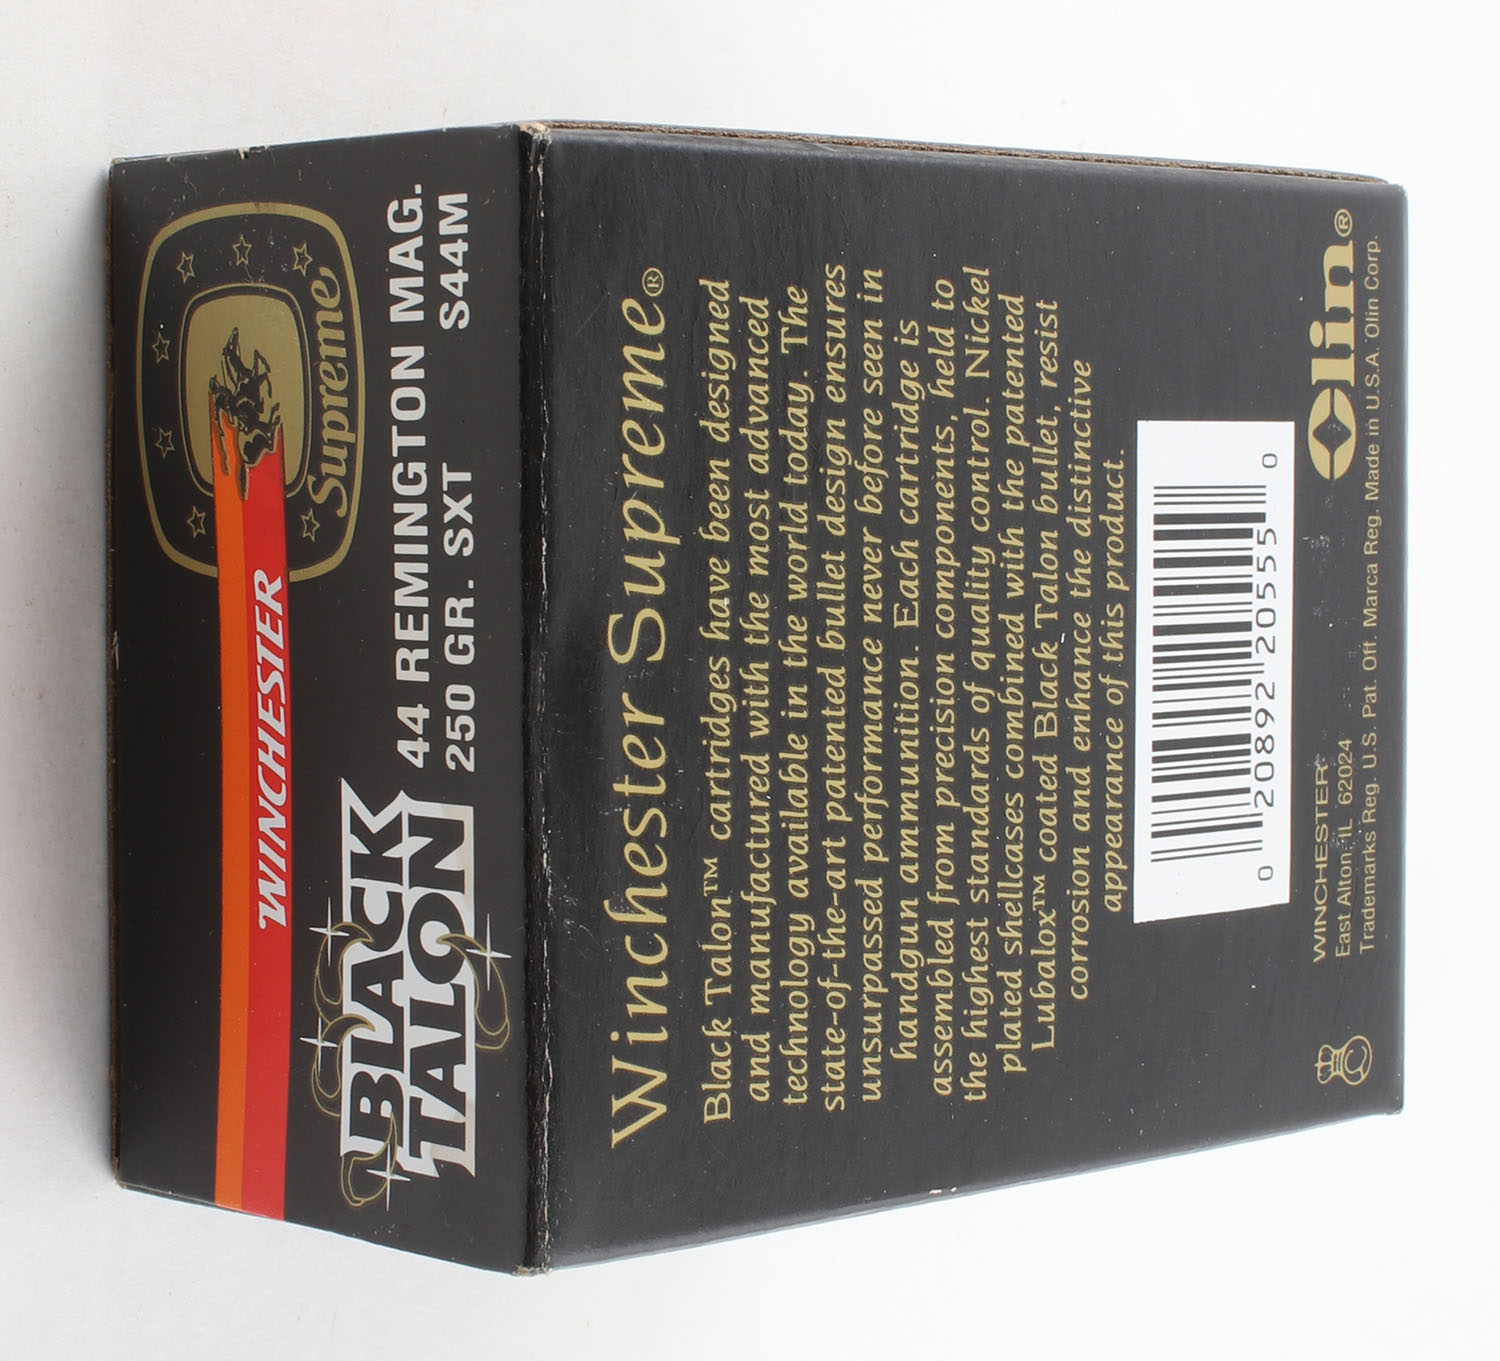 Supreme
WINCHESTER
BLACK
TALON
44 REMINGTON MAG.
250 GR. SXT S44M
Winchester Supreme®
Black Talon™ cartridges have been designed
and manufactured with the most advanced
technology available in the world today. The
state-of-the-art patented bullet design ensures
unsurpassed performance never before seen in
handgun ammunition. Each cartridge is
assembled from precision components, held to
the highest standards of quality control. Nickel
plated shellcases combined with the patented
Lubalox™ coated Black Talon bullet, resist
corrosion and enhance the distinctive
appearance of this product.
0 20892 20555 0
WINCHESTER®
East Alton, IL 62024
Trademarks Reg. U.S. Pat. Off. Marca Reg. Made in U.S.A. Olin Corp.
Olin®
C